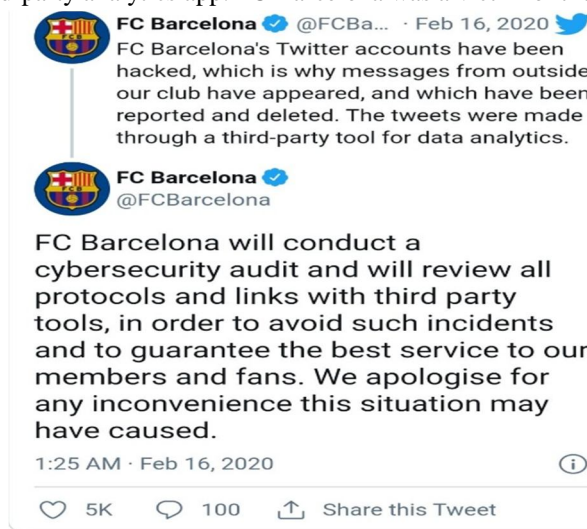 FC Barcelona @FCBa... · Feb 16, 2020
FC Barcelona's Twitter accounts have been
hacked, which is why messages from outside
our club have appeared, and which have been
reported and deleted. The tweets were made
through a third-party tool for data analytics.
FC Barcelona
@FCBarcelona
FC Barcelona will conduct a
cybersecurity audit and will review all
protocols and links with third party
tools, in order to avoid such incidents
and to guarantee the best service to our
members and fans. We apologise for
any inconvenience this situation may
have caused.
1:25 AM · Feb 16, 2020
5K 100 Share this Tweet